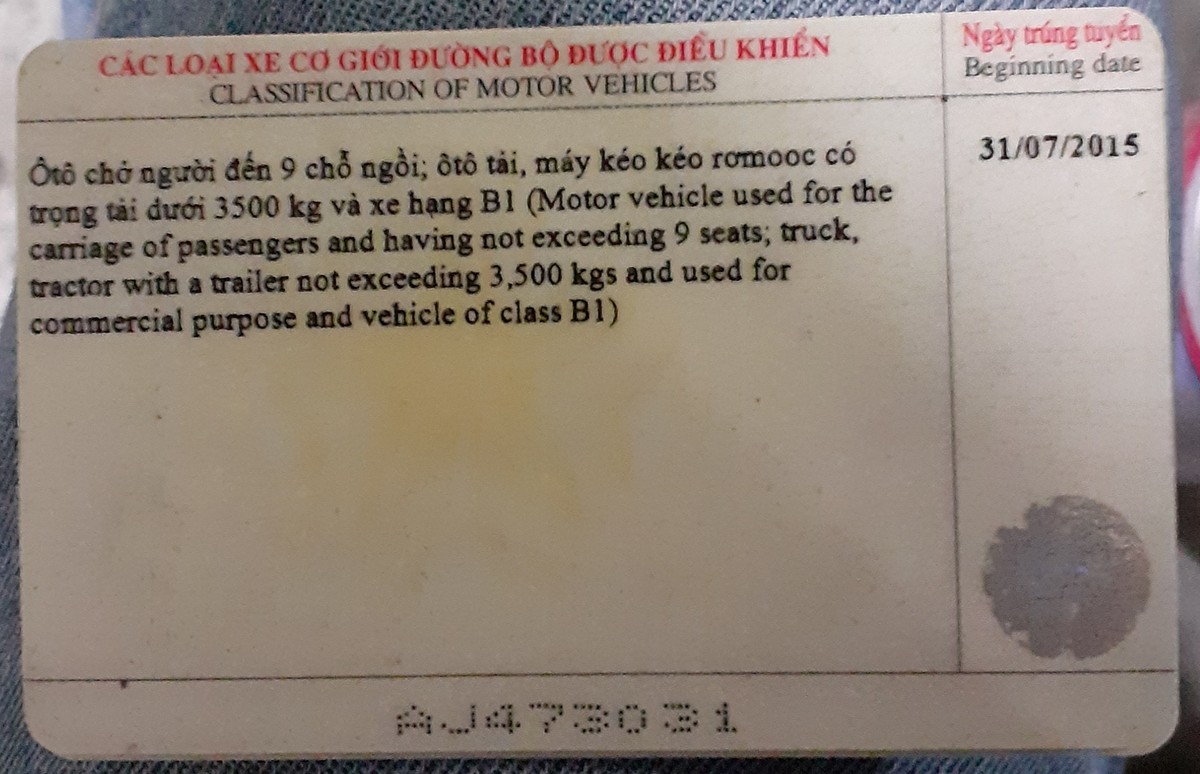 CÁC LOẠI XE CƠ GIỚI ĐƯỜNG BỘ ĐƯỢC ĐIỀU KHIỂN
CLASSIFICATION OF MOTOR VEHICLES
Ngày trúng tuyển
Beginning date
Ôtô chở người đến 9 chỗ ngồi; ôtô tải, máy kéo kéo rơmooc có
trọng tải dưới 3500 kg và xe hạng B1 (Motor vehicle used for the
carriage of passengers and having not exceeding 9 seats; truck,
tractor with a trailer not exceeding 3,500 kgs and used for
commercial purpose and vehicle of class B1)
31/07/2015
AJ473031